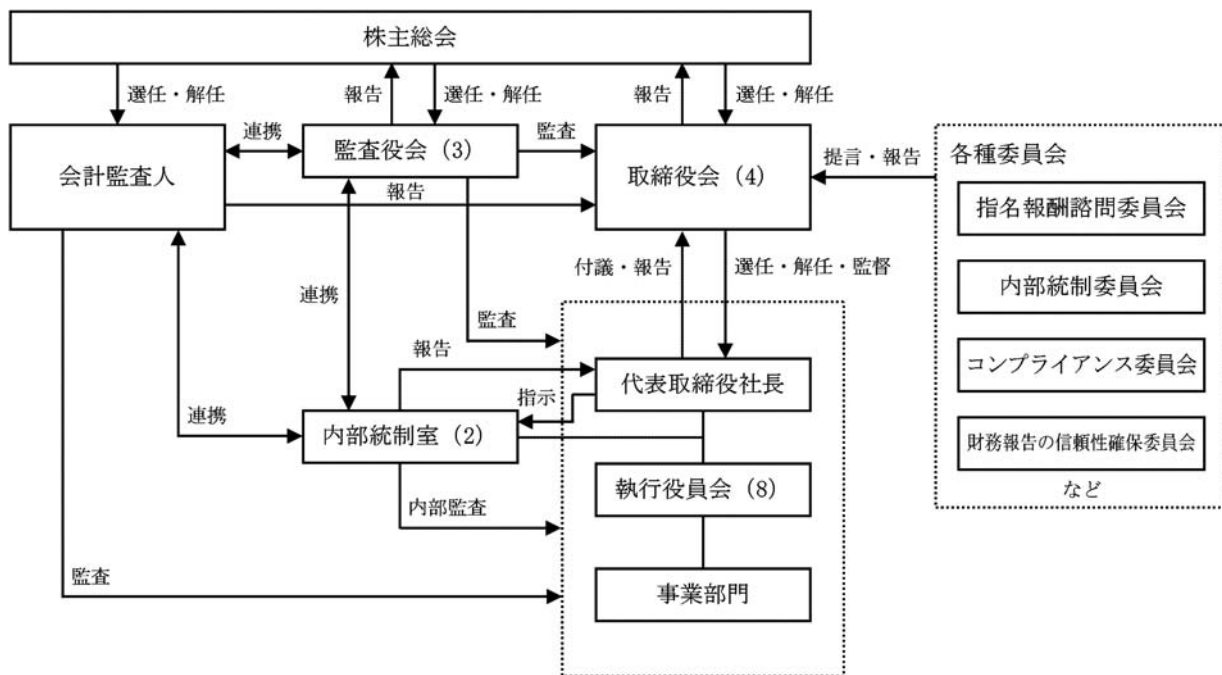 株主総会
選任・解任
報告
選任・解任
報告
選任・解任
会計監査人
連携
監査役会（3）
監査
取締役会（4）
報告
提言・報告
各種委員会
指名報酬諮問委員会
内部統制委員会
コンプライアンス委員会
財務報告の信頼性確保委員会
など
連携
付議・報告
選任・解任・監督
監査
報告
代表取締役社長
指示
連携
内部統制室（2）
執行役員会（8）
内部監査
監査
事業部門